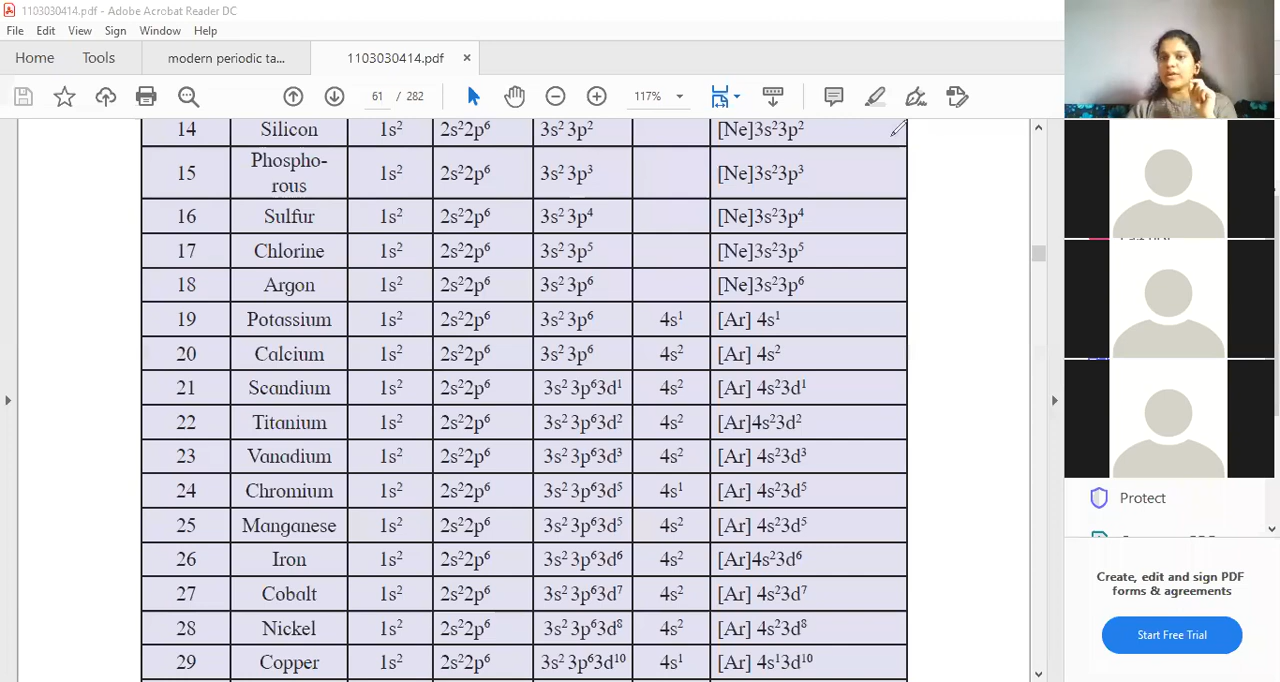 1103030414.pdf - Adobe Acrobat Reader DC
File Edit View Sign Window Help
Home Tools modern periodic ta... 1103030414.pdf ×
61 / 282 117%
14 Silicon 1s² 2s²2p⁶ 3s² 3p² [Ne]3s²3p²
15 Phospho-
rous 1s² 2s²2p⁶ 3s² 3p³ [Ne]3s²3p³
16 Sulfur 1s² 2s²2p⁶ 3s² 3p⁴ [Ne]3s²3p⁴
17 Chlorine 1s² 2s²2p⁶ 3s² 3p⁵ [Ne]3s²3p⁵
18 Argon 1s² 2s²2p⁶ 3s² 3p⁶ [Ne]3s²3p⁶
19 Potassium 1s² 2s²2p⁶ 3s² 3p⁶ 4s¹ [Ar] 4s¹
20 Calcium 1s² 2s²2p⁶ 3s² 3p⁶ 4s² [Ar] 4s²
21 Scandium 1s² 2s²2p⁶ 3s² 3p⁶3d¹ 4s² [Ar] 4s²3d¹
22 Titanium 1s² 2s²2p⁶ 3s² 3p⁶3d² 4s² [Ar]4s²3d²
23 Vanadium 1s² 2s²2p⁶ 3s² 3p⁶3d³ 4s² [Ar] 4s²3d³
24 Chromium 1s² 2s²2p⁶ 3s² 3p⁶3d⁵ 4s¹ [Ar] 4s²3d⁵
25 Manganese 1s² 2s²2p⁶ 3s² 3p⁶3d⁵ 4s² [Ar] 4s²3d⁵
26 Iron 1s² 2s²2p⁶ 3s² 3p⁶3d⁶ 4s² [Ar]4s²3d⁶
27 Cobalt 1s² 2s²2p⁶ 3s² 3p⁶3d⁷ 4s² [Ar] 4s²3d⁷
28 Nickel 1s² 2s²2p⁶ 3s² 3p⁶3d⁸ 4s² [Ar] 4s²3d⁸
29 Copper 1s² 2s²2p⁶ 3s² 3p⁶3d¹⁰ 4s¹ [Ar] 4s¹3d¹⁰
Protect
Create, edit and sign PDF
forms & agreements
Start Free Trial